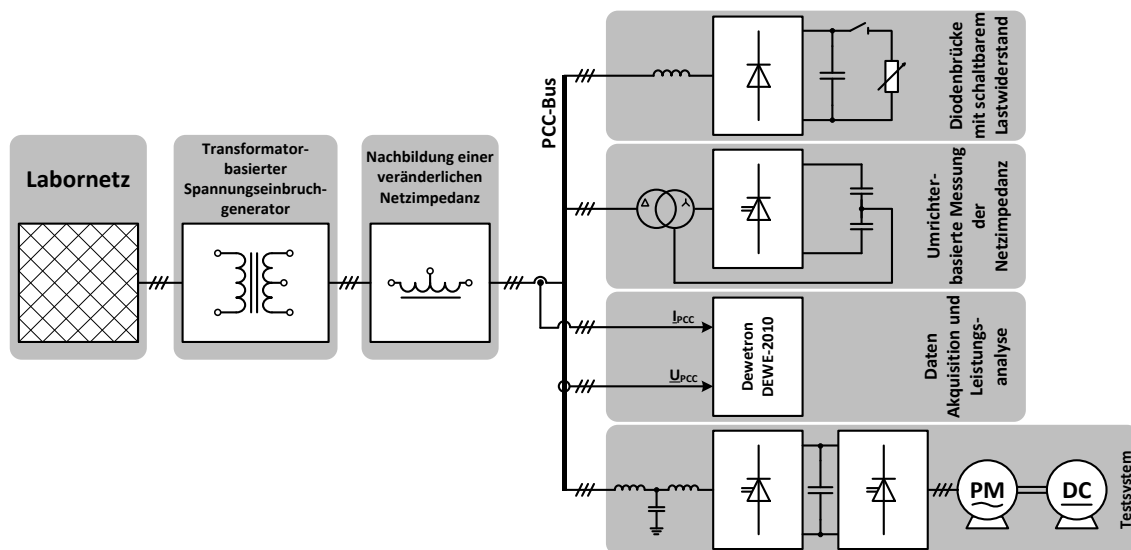 Labornetz
Transformator-
basierter
Spannungseinbruch-
generator
Nachbildung einer
veränderlichen
Netzimpedanz
PCC-Bus
Diodenbrücke
mit schaltbarem
Lastwiderstand
Δ
Umrichter-
basierte Messung
der
Netzimpedanz
IPCC
UPCC
Dewetron
DEWE-2010
Daten
Akquisition und
Leistungs-
analyse
PM
DC
Testsystem